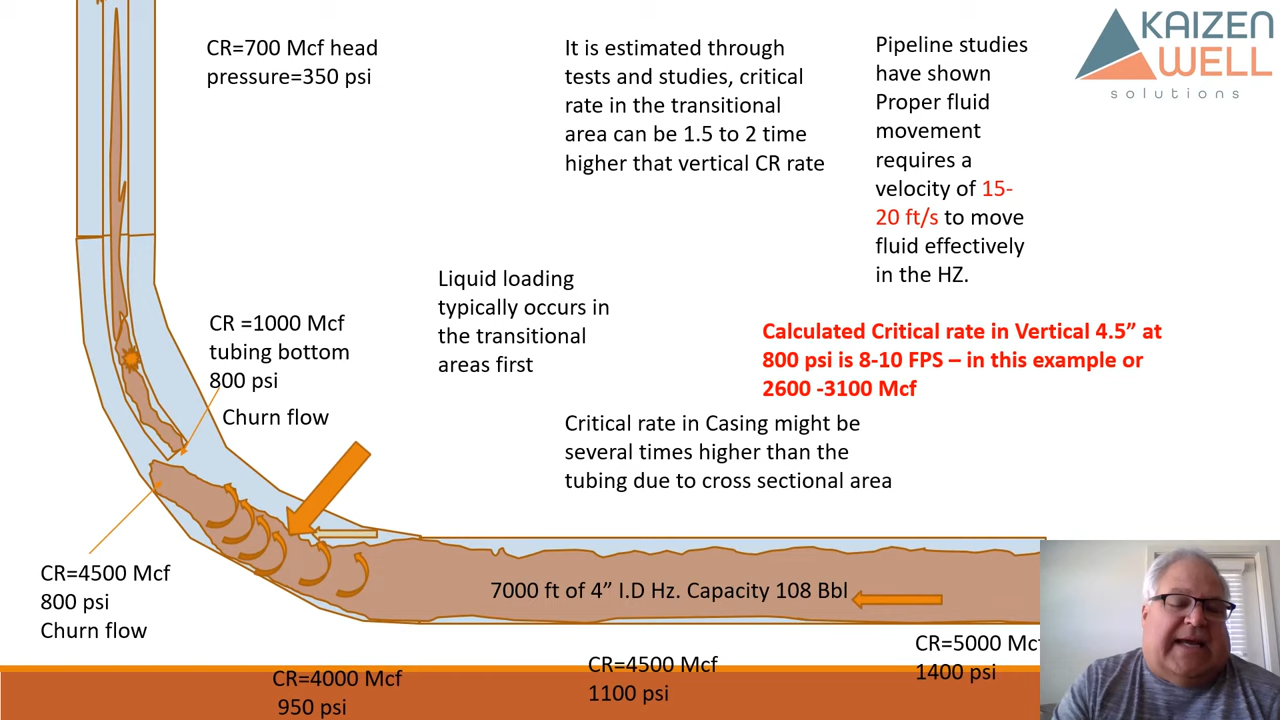 CR=700 Mcf head
pressure=350 psi
It is estimated through
tests and studies, critical
rate in the transitional
area can be 1.5 to 2 time
higher that vertical CR rate
Pipeline studies
have shown
Proper fluid
movement
requires a
velocity of 15-
20 ft/s to move
fluid effectively
in the HZ.
KAIZEN
WELL
solutions
Liquid loading
typically occurs in
the transitional
areas first
CR =1000 Mcf
tubing bottom
800 psi
Churn flow
Calculated Critical rate in Vertical 4.5” at
800 psi is 8-10 FPS – in this example or
2600 -3100 Mcf
Critical rate in Casing might be
several times higher than the
tubing due to cross sectional area
7000 ft of 4” I.D Hz. Capacity 108 Bbl
CR=4500 Mcf
800 psi
Churn flow
CR=4000 Mcf
950 psi
CR=4500 Mcf
1100 psi
CR=5000 Mc
1400 psi